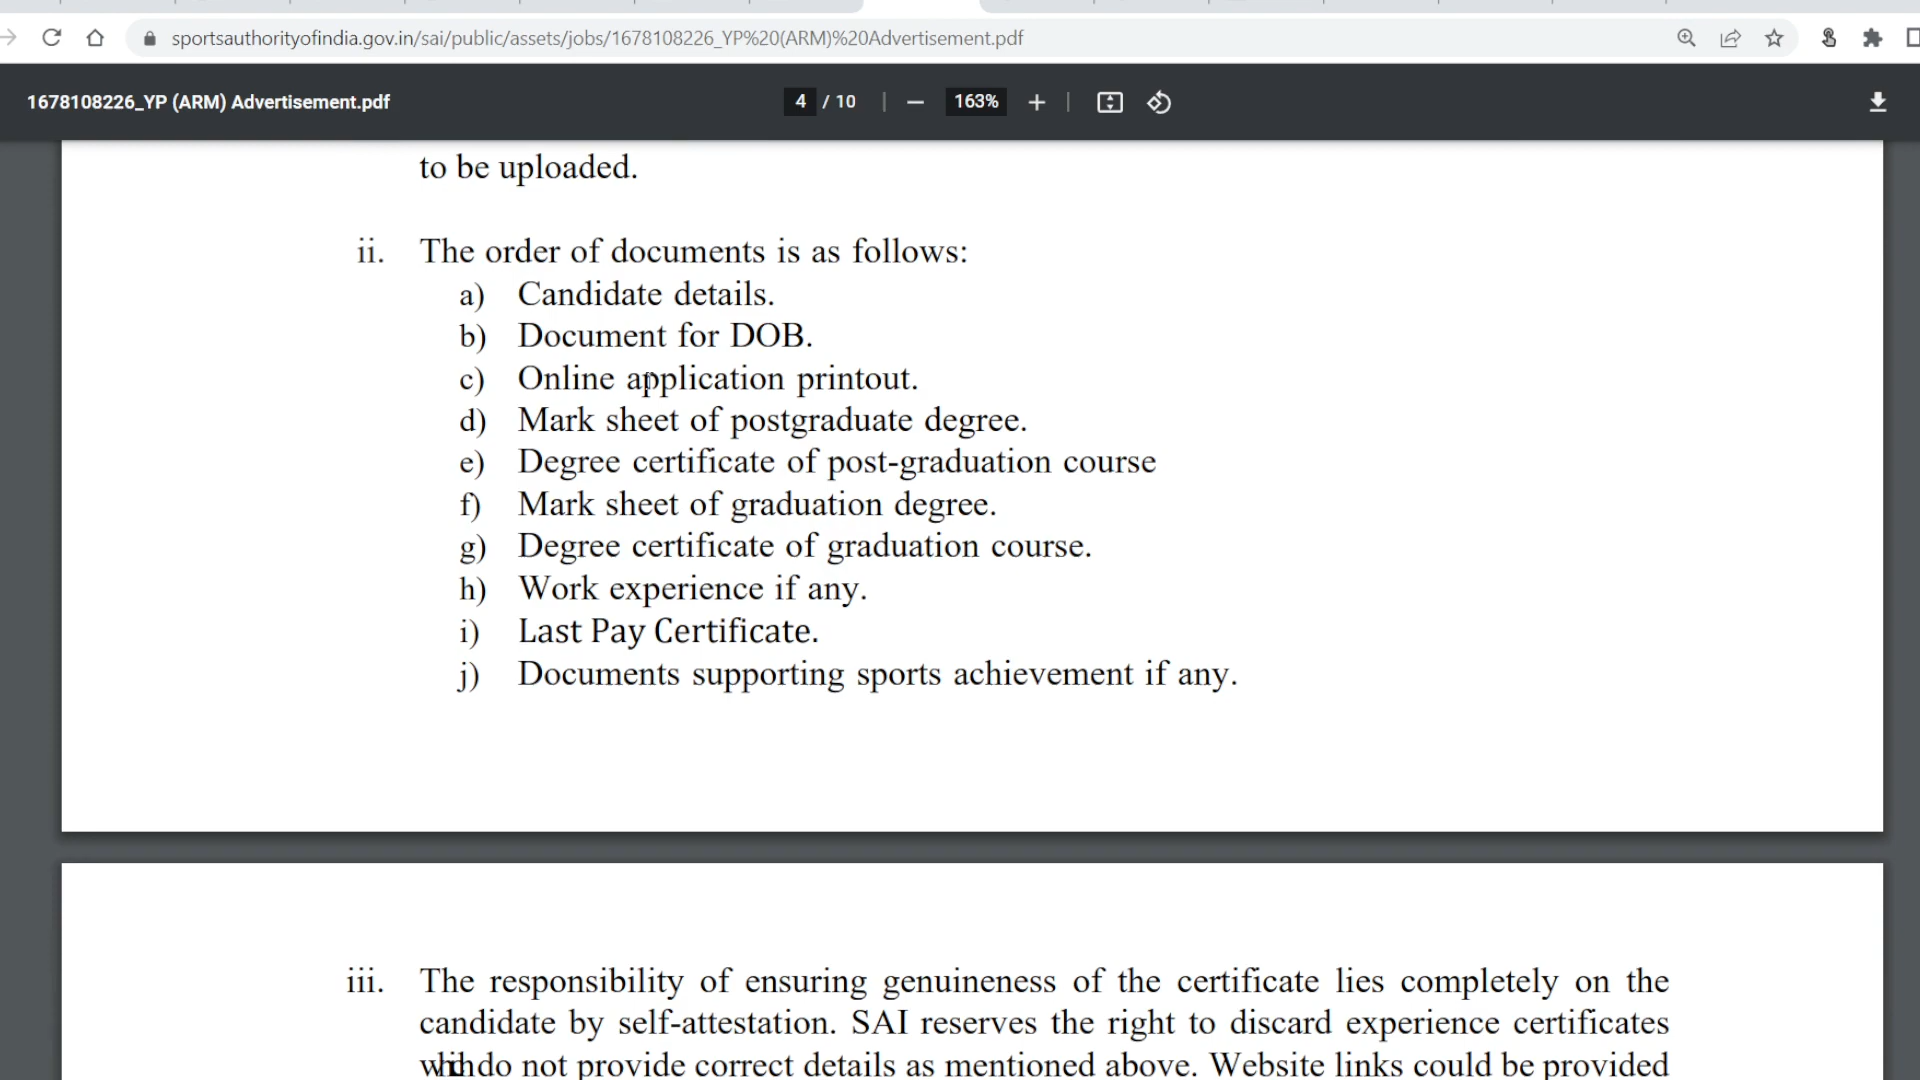 sportsauthorityofindia.gov.in/sai/public/assets/jobs/1678108226_YP%20(ARM)%20Advertisement.pdf
1678108226_YP (ARM) Advertisement.pdf
4 / 10
163%
to be uploaded.
ii. The order of documents is as follows:
a) Candidate details.
b) Document for DOB.
c) Online application printout.
d) Mark sheet of postgraduate degree.
e) Degree certificate of post-graduation course
f) Mark sheet of graduation degree.
g) Degree certificate of graduation course.
h) Work experience if any.
i) Last Pay Certificate.
j) Documents supporting sports achievement if any.
iii. The responsibility of ensuring genuineness of the certificate lies completely on the
candidate by self-attestation. SAI reserves the right to discard experience certificates
do not provide correct details as mentioned above. Website links could be provided